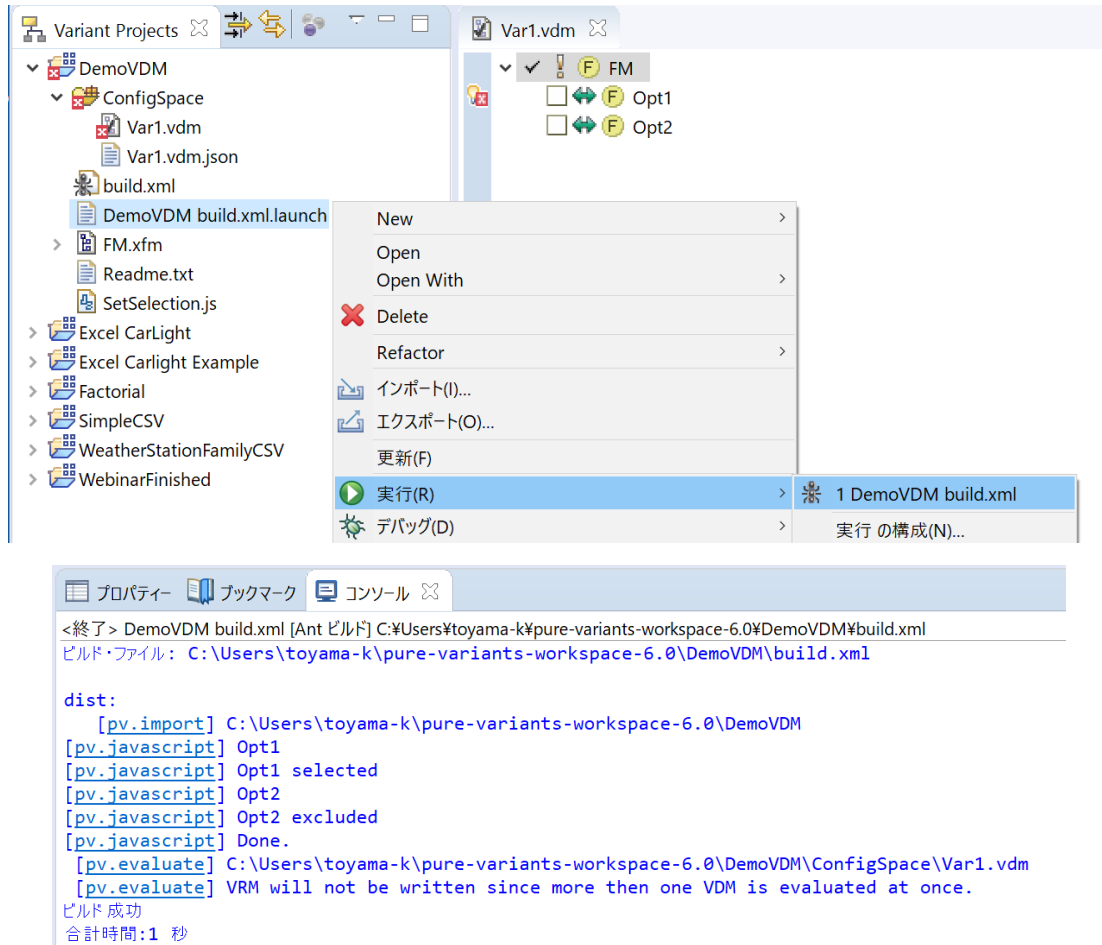 Variant Projects
DemoVDM
ConfigSpace
Var1.vdm
Var1.vdm.json
build.xml
DemoVDM build.xml.launch
FM.xfm
Readme.txt
SetSelection.js
Excel CarLight
Excel Carlight Example
Factorial
SimpleCSV
WeatherStationFamilyCSV
WebinarFinished
Var1.vdm
F FM
F Opt1
F Opt2
New
Open
Open With
Delete
Refactor
インポート(I)...
エクスポート(O)...
更新(F)
実行(R)
デバッグ(D)
1 DemoVDM build.xml
実行 の構成(N)...
プロパティー ブックマーク コンソール
<終了> DemoVDM build.xml [Ant ビルド] C:¥Users¥toyama-k¥pure-variants-workspace-6.0¥DemoVDM¥build.xml
ビルド・ファイル: C:\Users\toyama-k\pure-variants-workspace-6.0\DemoVDM\build.xml
dist:
[pv.import] C:\Users\toyama-k\pure-variants-workspace-6.0\DemoVDM
[pv.javascript] Opt1
[pv.javascript] Opt1 selected
[pv.javascript] Opt2
[pv.javascript] Opt2 excluded
[pv.javascript] Done.
[pv.evaluate] C:\Users\toyama-k\pure-variants-workspace-6.0\DemoVDM\ConfigSpace\Var1.vdm
[pv.evaluate] VRM will not be written since more then one VDM is evaluated at once.
ビルド成功
合計時間:1 秒